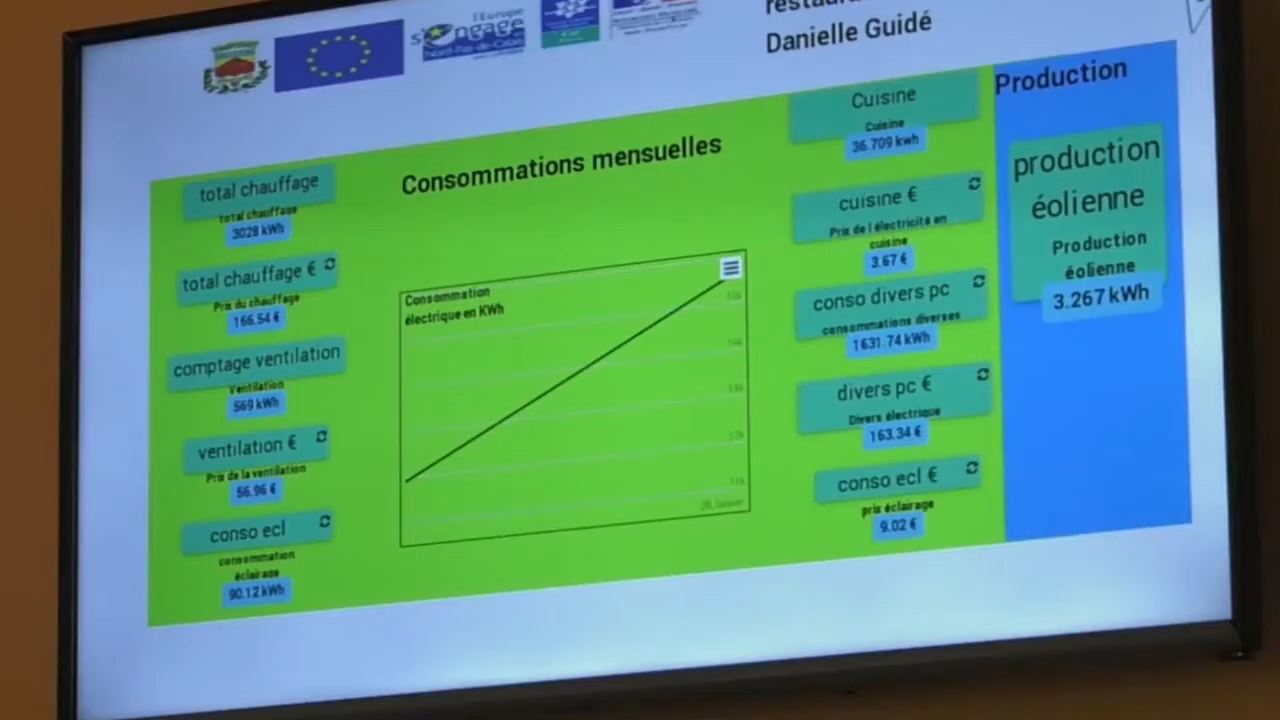 l'Europe
s'engage
Nord-Pas-de-Calais
Danielle Guidé
Consommations mensuelles
total chauffage
total chauffage
3028 kWh
total chauffage €
Prix du chauffage
166.54 €
comptage ventilation
Ventilation
569 kWh
ventilation €
Prix de la ventilation
56.96 €
conso ecl
consommation
éclairage
90.12 kWh
Consommation
électrique en KWh
Cuisine
Cuisine
36.709 kwh
cuisine €
Prix de l électricité en
cuisine
3.67 €
conso divers pc
consommations diverses
1631.74 kWh
divers pc €
Divers électrique
163.34 €
conso ecl €
prix éclairage
9.02 €
Production
production
éolienne
Production
éolienne
3.267 kWh